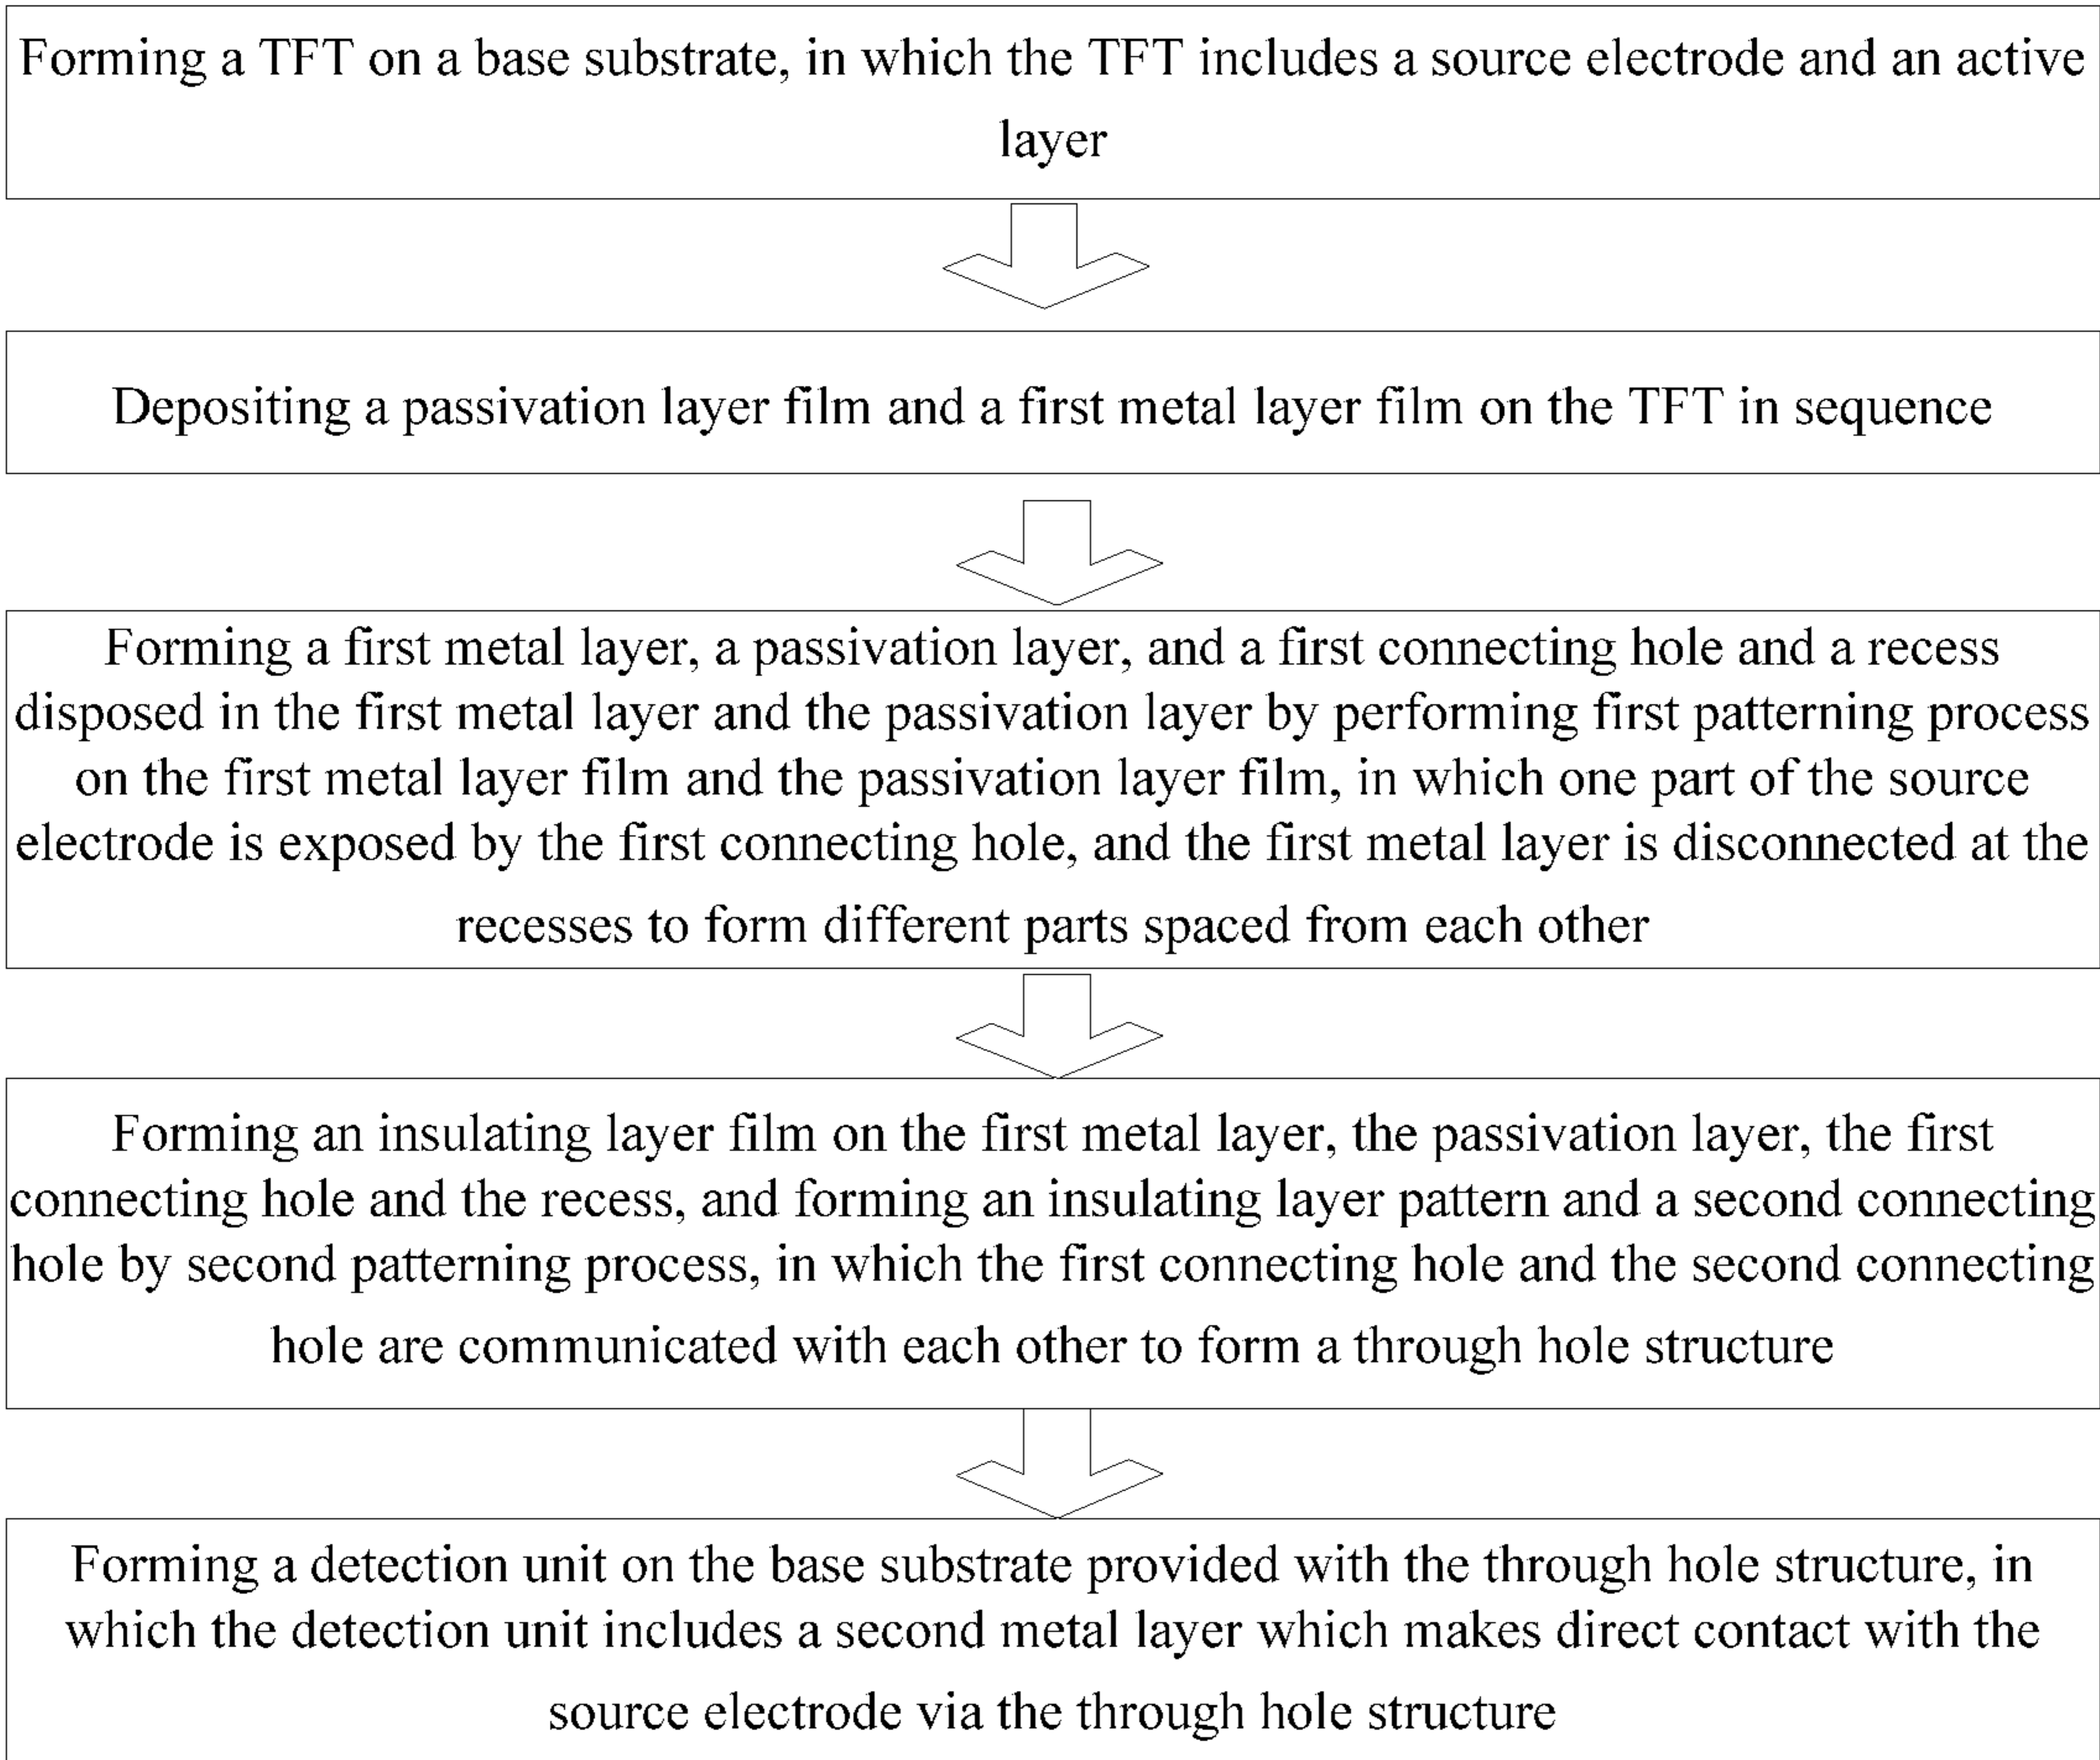 Forming a TFT on a base substrate, in which the TFT includes a source electrode and an active
layer
Depositing a passivation layer film and a first metal layer film on the TFT in sequence
Forming a first metal layer, a passivation layer, and a first connecting hole and a recess
disposed in the first metal layer and the passivation layer by performing first patterning process
on the first metal layer film and the passivation layer film, in which one part of the source
electrode is exposed by the first connecting hole, and the first metal layer is disconnected at the
recesses to form different parts spaced from each other
Forming an insulating layer film on the first metal layer, the passivation layer, the first
connecting hole and the recess, and forming an insulating layer pattern and a second connecting
hole by second patterning process, in which the first connecting hole and the second connecting
hole are communicated with each other to form a through hole structure
Forming a detection unit on the base substrate provided with the through hole structure, in
which the detection unit includes a second metal layer which makes direct contact with the
source electrode via the through hole structure